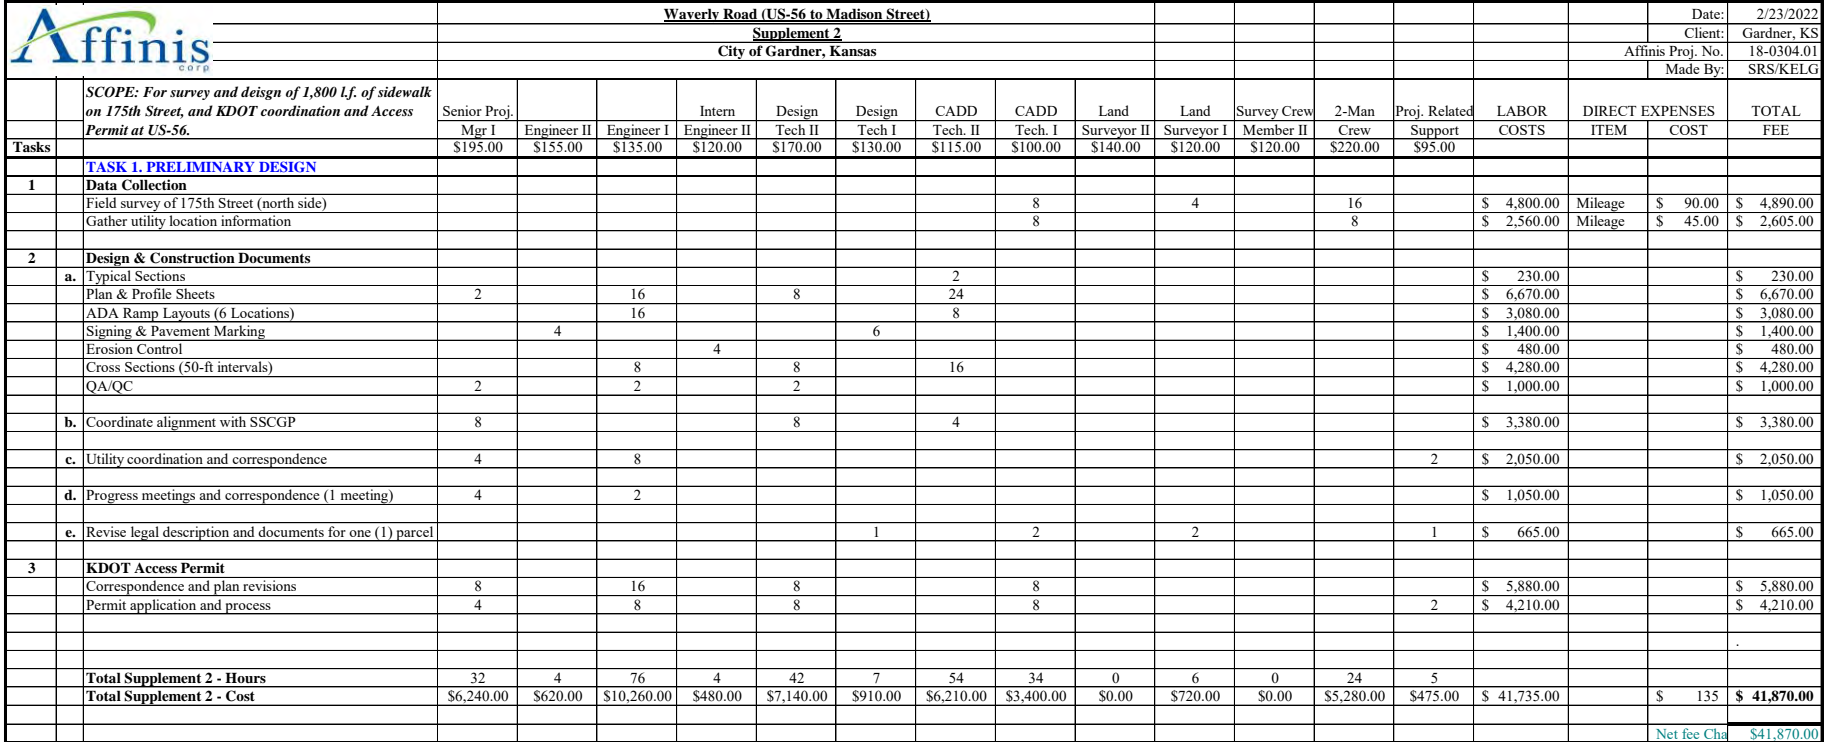 Affinis corp
Waverly Road (US-56 to Madison Street) Date: 2/23/2022
Supplement 2 Client: Gardner, KS
City of Gardner, Kansas Affinis Proj. No. 18-0304.01
Made By: SRS/KELG
SCOPE: For survey and deisgn of 1,800 l.f. of sidewalk
on 175th Street, and KDOT coordination and Access Senior Proj. Intern Design Design CADD CADD Land Land Survey Crew 2-Man Proj. Related LABOR DIRECT EXPENSES TOTAL
Permit at US-56. Mgr I Engineer II Engineer I Engineer II Tech II Tech I Tech. II Tech. I Surveyor II Surveyor I Member II Crew Support COSTS ITEM COST FEE
Tasks $195.00 $155.00 $135.00 $120.00 $170.00 $130.00 $115.00 $100.00 $140.00 $120.00 $120.00 $220.00 $95.00
TASK 1. PRELIMINARY DESIGN
1 Data Collection
Field survey of 175th Street (north side) 8 4 16 $ 4,800.00 Mileage $ 90.00 $ 4,890.00
Gather utility location information 8 8 $ 2,560.00 Mileage $ 45.00 $ 2,605.00
2 Design & Construction Documents
a. Typical Sections 2 $ 230.00 $ 230.00
Plan & Profile Sheets 2 16 8 24 $ 6,670.00 $ 6,670.00
ADA Ramp Layouts (6 Locations) 16 8 $ 3,080.00 $ 3,080.00
Signing & Pavement Marking 4 6 $ 1,400.00 $ 1,400.00
Erosion Control 4 $ 480.00 $ 480.00
Cross Sections (50-ft intervals) 8 8 16 $ 4,280.00 $ 4,280.00
QA/QC 2 2 2 $ 1,000.00 $ 1,000.00
b. Coordinate alignment with SSCGP 8 8 4 $ 3,380.00 $ 3,380.00
c. Utility coordination and correspondence 4 8 2 $ 2,050.00 $ 2,050.00
d. Progress meetings and correspondence (1 meeting) 4 2 $ 1,050.00 $ 1,050.00
e. Revise legal description and documents for one (1) parcel 1 2 2 1 $ 665.00 $ 665.00
3 KDOT Access Permit
Correspondence and plan revisions 8 16 8 8 $ 5,880.00 $ 5,880.00
Permit application and process 4 8 8 8 2 $ 4,210.00 $ 4,210.00
.
Total Supplement 2 - Hours 32 4 76 4 42 7 54 34 0 6 0 24 5
Total Supplement 2 - Cost $6,240.00 $620.00 $10,260.00 $480.00 $7,140.00 $910.00 $6,210.00 $3,400.00 $0.00 $720.00 $0.00 $5,280.00 $475.00 $ 41,735.00 $ 135 $ 41,870.00
Net fee Cha $41,870.00